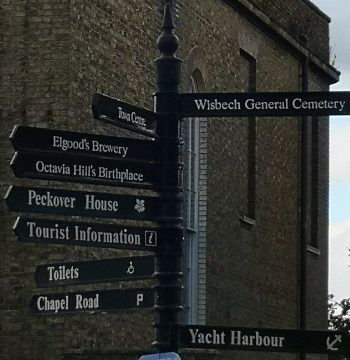 Wisbech General Cemetery
Town Centre
Elgood's Brewery
Octavia Hill's Birthplace
Peckover House
Tourist Information i
Toilets
Chapel Road P
Yacht Harbour